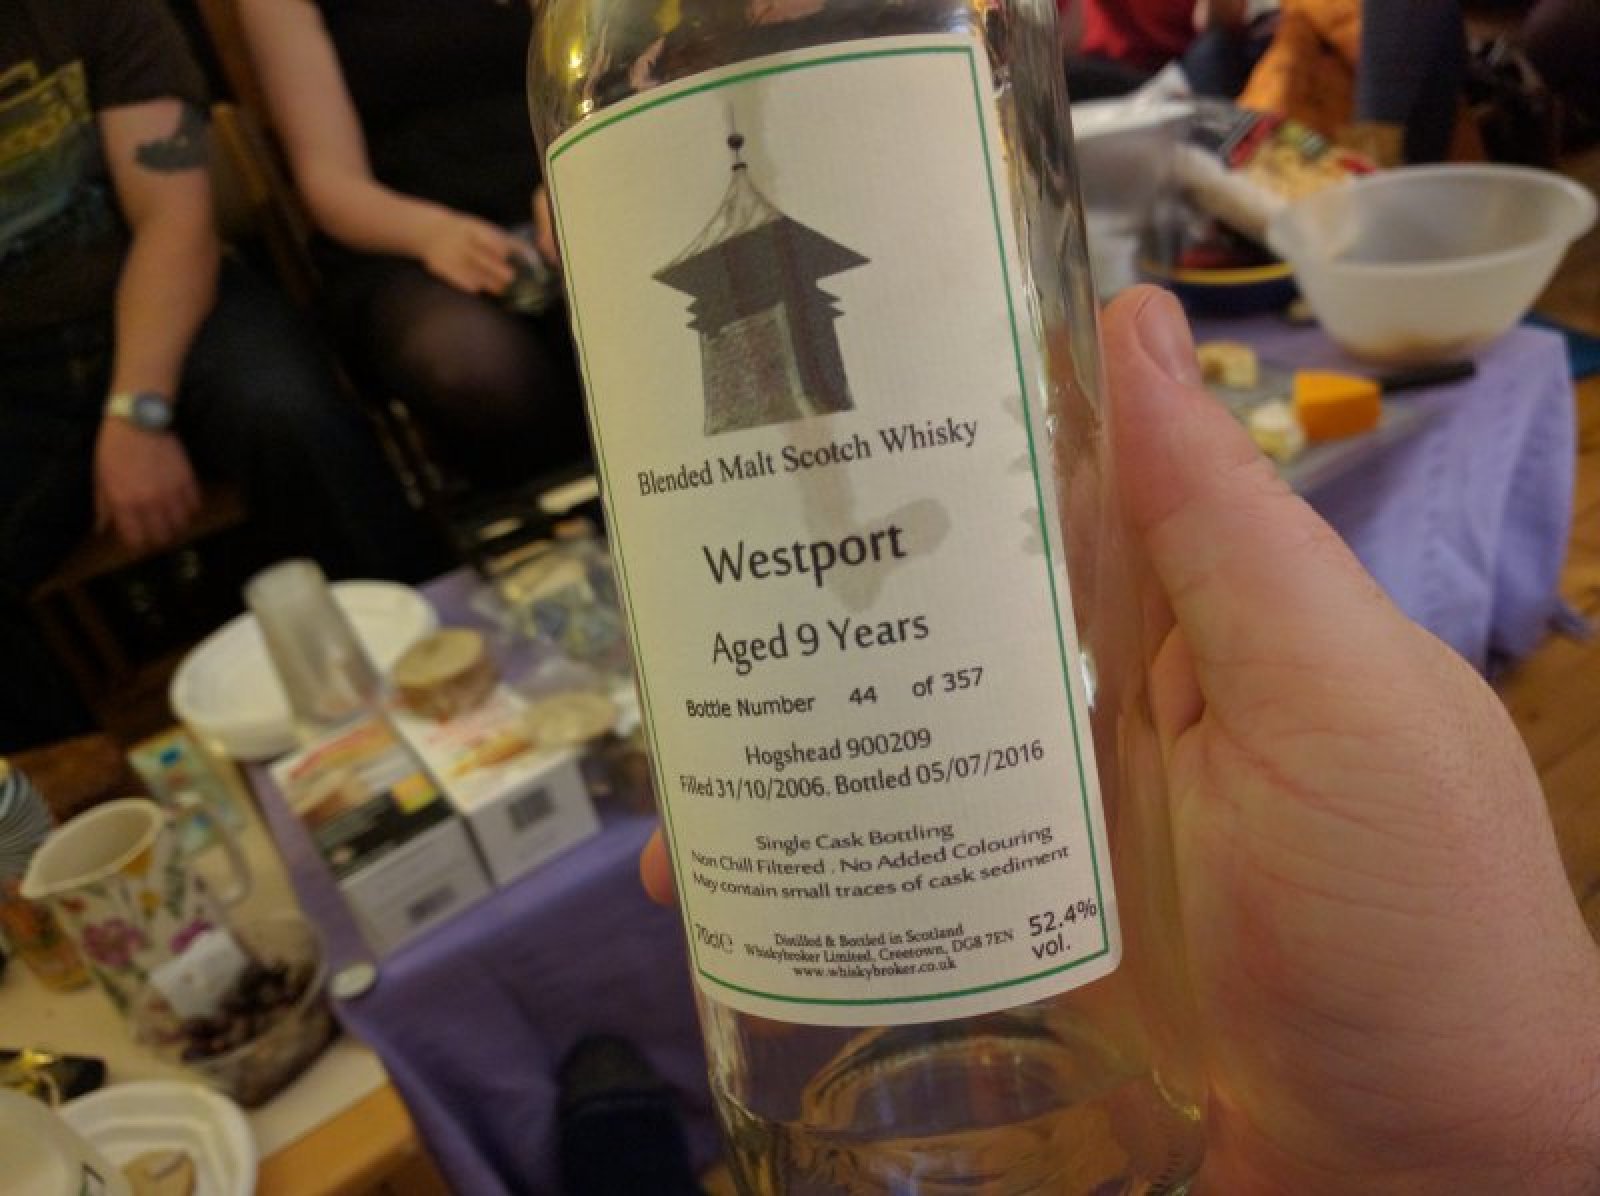 Blended Malt Scotch Whisky
Westport
Aged 9 Years
Bottle Number 44 of 357
Hogshead 900209
Filled 31/10/2006. Bottled 05/07/2016
Single Cask Bottling
Non Chill Filtered . No Added Colouring
May contain small traces of cask sediment
70cl℮
Distilled & Bottled in Scotland
Whiskybroker Limited, Creetown, DG8 7EN
www.whiskybroker.co.uk
52.4%
vol.